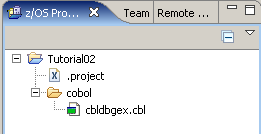 z/OS Pro... Team Remote ...
Tutorial02
.project
cobol
cbldbgex.cbl